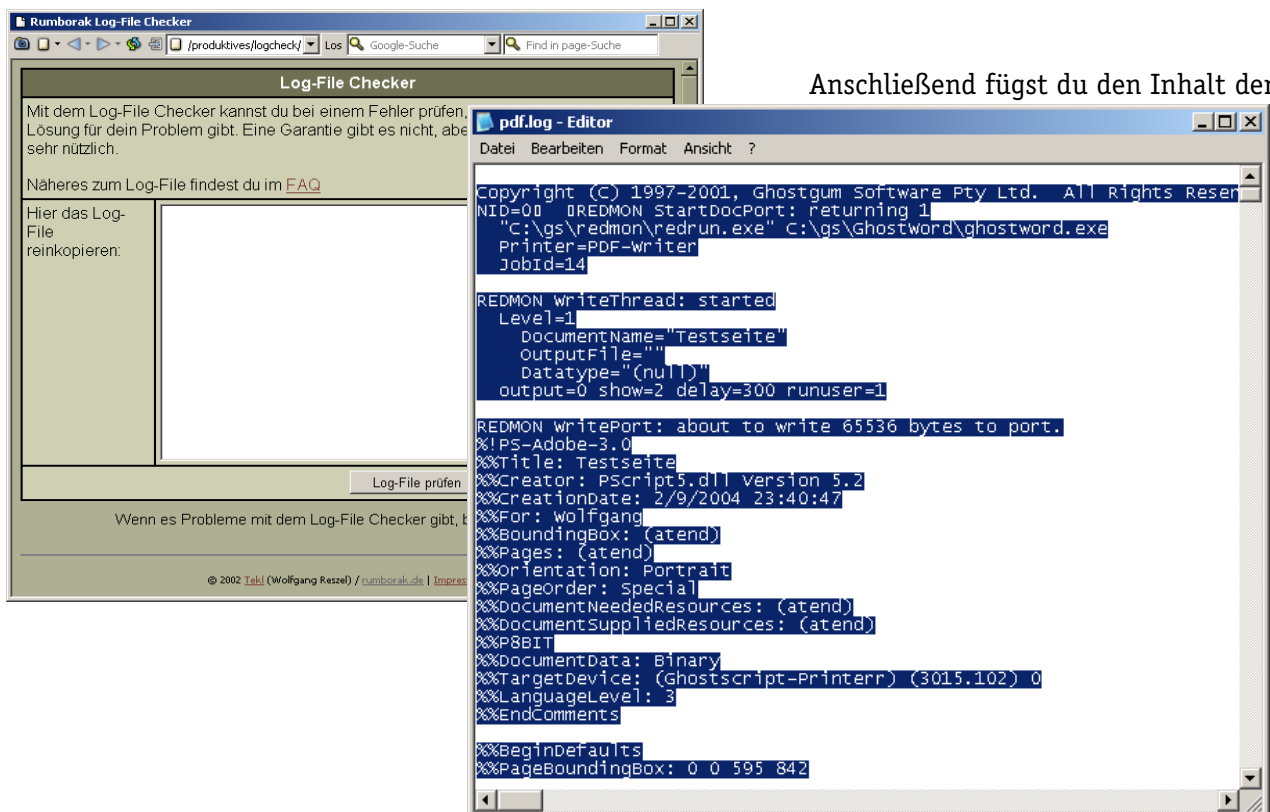 Rumborak Log-File Checker
/produktives/logcheck/ Los Google-Suche Find in page-Suche
Log-File Checker
Mit dem Log-File Checker kannst du bei einem Fehler prüfen,
Lösung für dein Problem gibt. Eine Garantie gibt es nicht,
sehr nützlich.
Näheres zum Log-File findest du im FAQ
Hier das Log-
File
reinkopieren:
Log-File prüfen
Wenn es Probleme mit dem Log-File Checker gibt,
© 2002 Tekl (Wolfgang Reszel) / rumborak.de |
Anschließend fügst du den Inhalt
pdf.log - Editor
Datei Bearbeiten Format Ansicht ?
Copyright (C) 1997-2001, Ghostgum Software Pty Ltd. All Rights
NID=0 REDMON StartDocPort: returning 1
"C:\gs\redmon\redrun.exe" C:\gs\GhostWord\ghostword.exe
Printer=PDF-Writer
JobId=14
REDMON WriteThread: started
Level=1
DocumentName="Testseite"
OutputFile=""
Datatype="(null)"
output=0 show=2 delay=300 runuser=1
REDMON WritePort: about to write 65536 bytes to port.
%!PS-Adobe-3.0
%%Title: Testseite
%%Creator: PScript5.dll Version 5.2
%%CreationDate: 2/9/2004 23:40:47
%%For: Wolfgang
%%BoundingBox: (atend)
%%Pages: (atend)
%%Orientation: Portrait
%%PageOrder: Special
%%DocumentNeededResources: (atend)
%%DocumentSuppliedResources: (atend)
%%P8BIT
%%DocumentData: Binary
%%TargetDevice: (Ghostscript-Printerr) (3015.102) 0
%%LanguageLevel: 3
%%EndComments
%%BeginDefaults
%%PageBoundingBox: 0 0 595 842